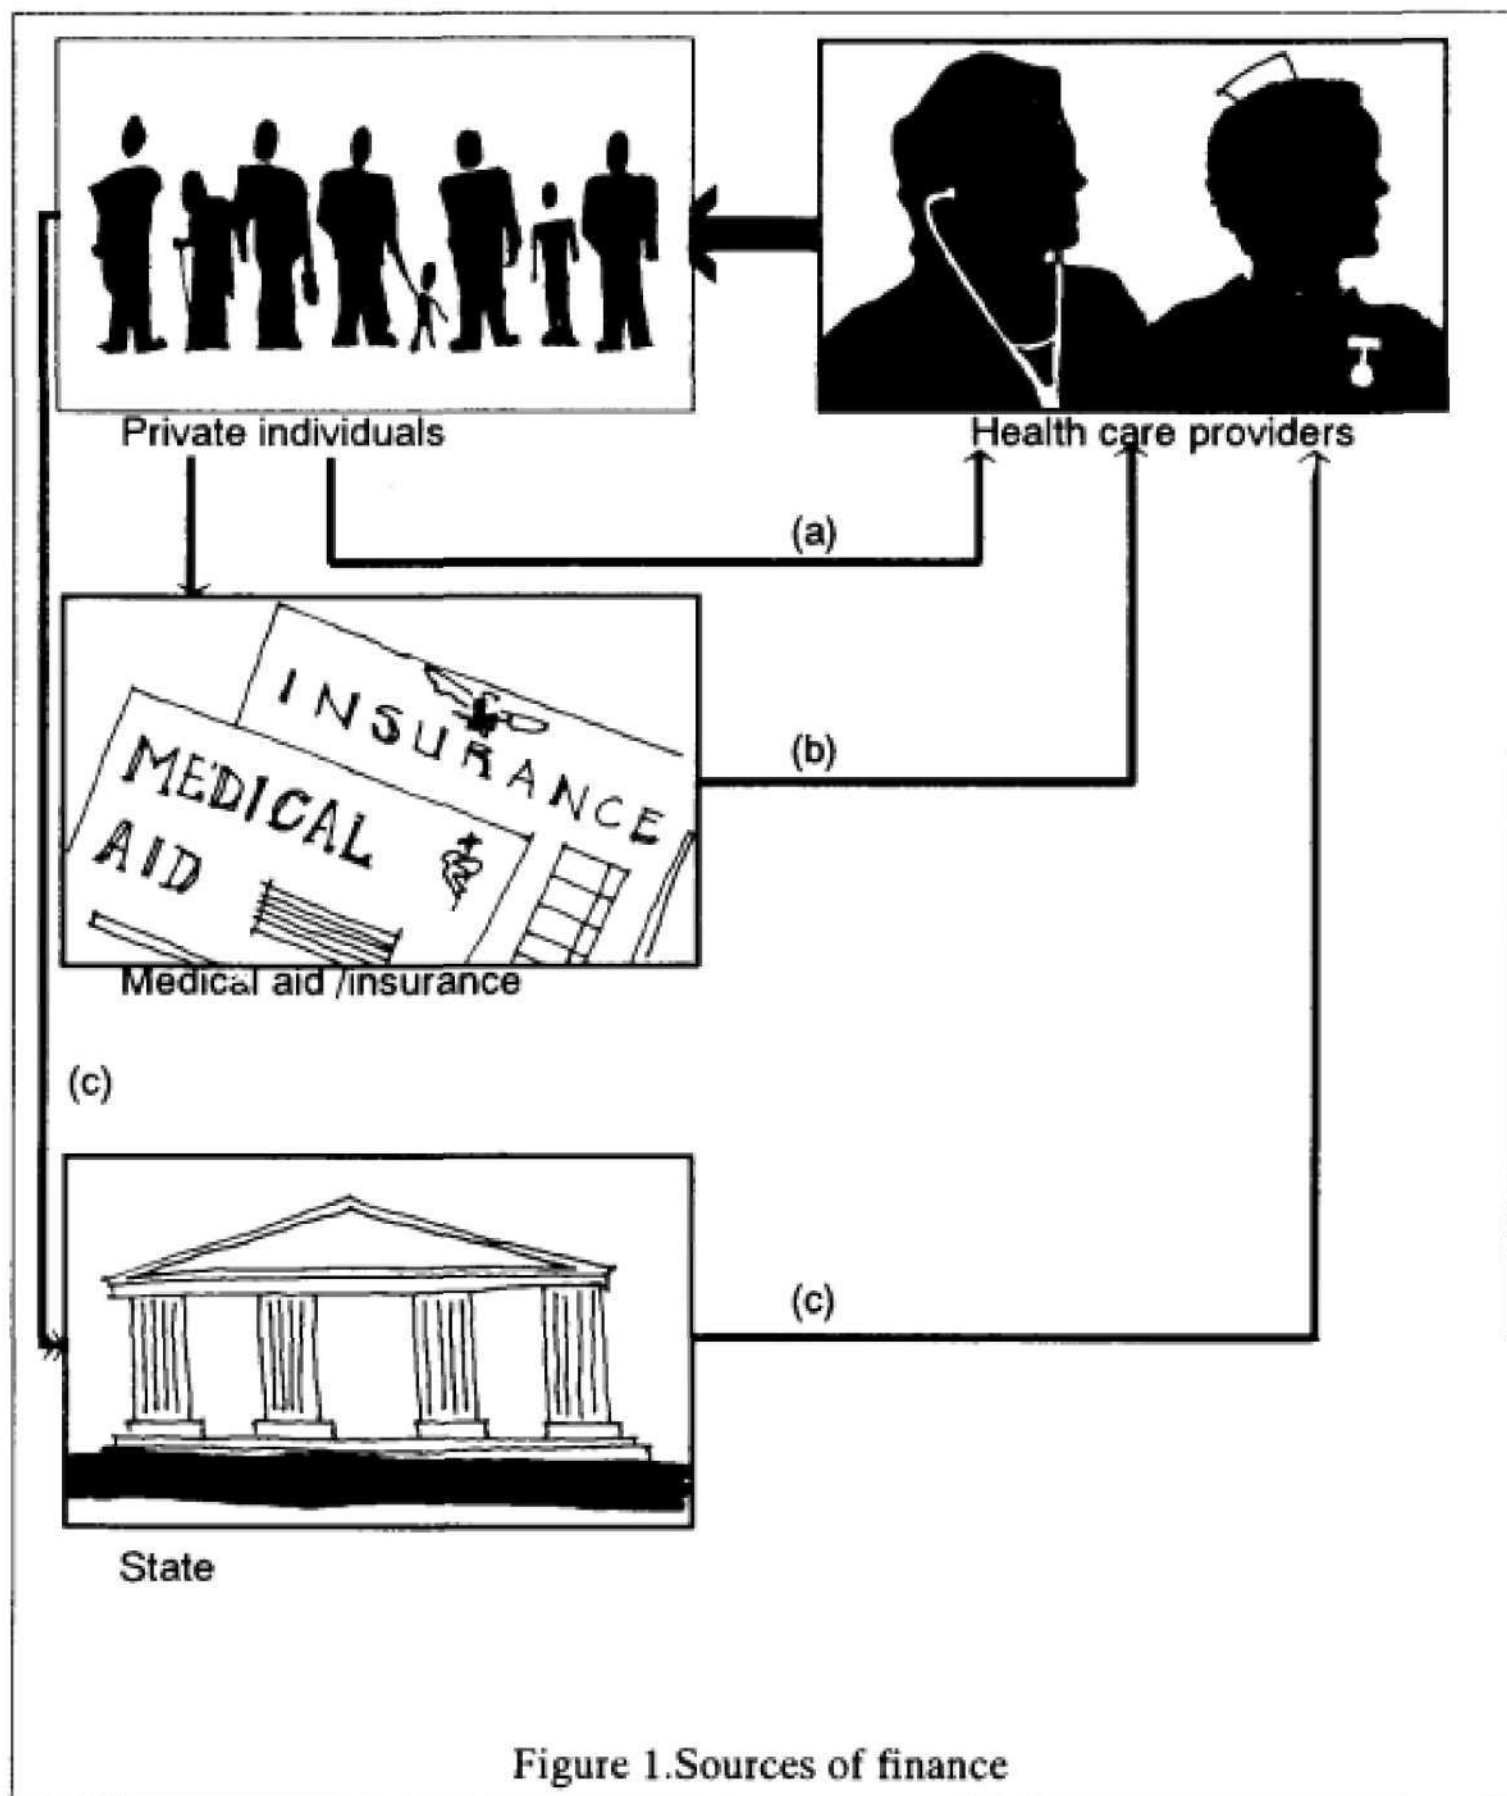 Private individuals
Health care providers
(a)
INSURANCE
MEDICAL
AID
(b)
Medical aid /insurance
(c)
(c)
State
Figure 1.Sources of finance